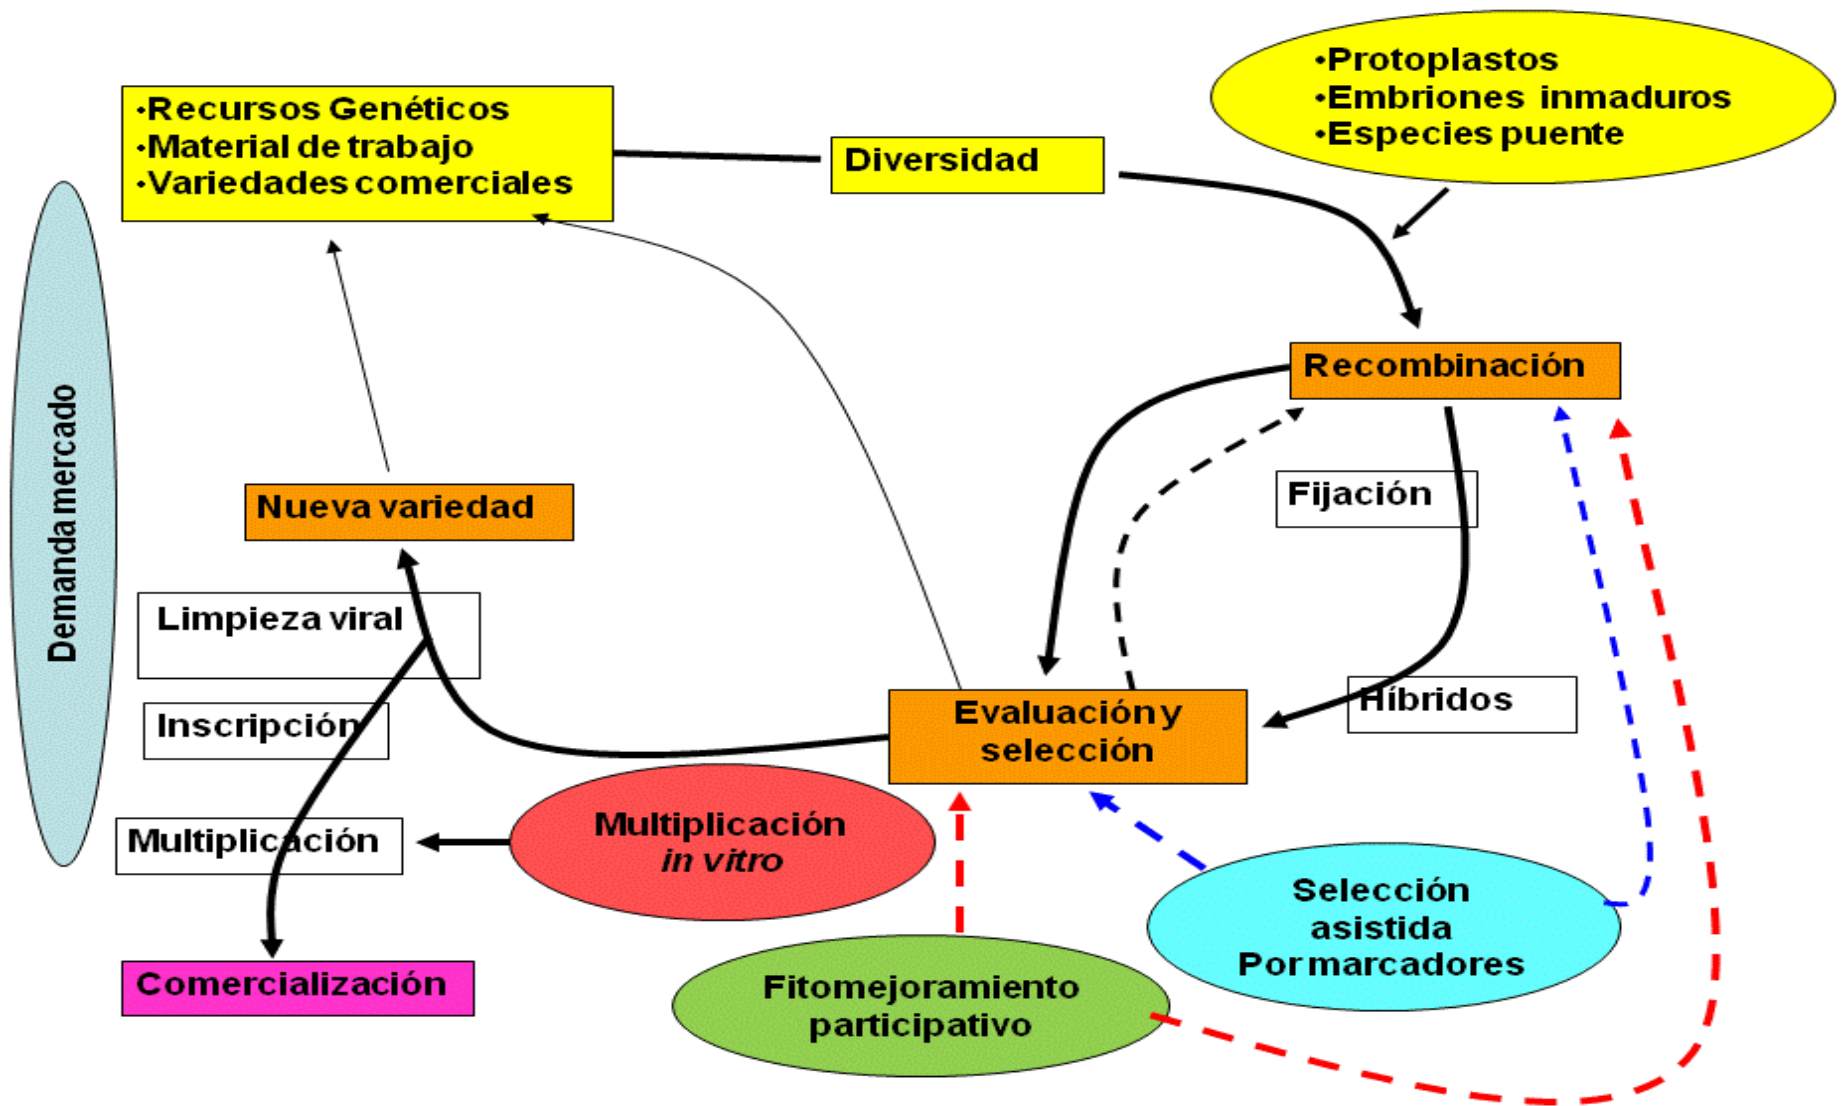 •Protoplastos
•Embriones inmaduros
•Especies puente
•Recursos Genéticos
•Material de trabajo
•Variedades comerciales
Diversidad
Recombinación
Demanda mercado
Nueva variedad
Fijación
Limpieza viral
Híbridos
Inscripción
Evaluación y
selección
Multiplicación
Multiplicación
in vitro
Selección
asistida
Por marcadores
Comercialización
Fitomejoramiento
participativo